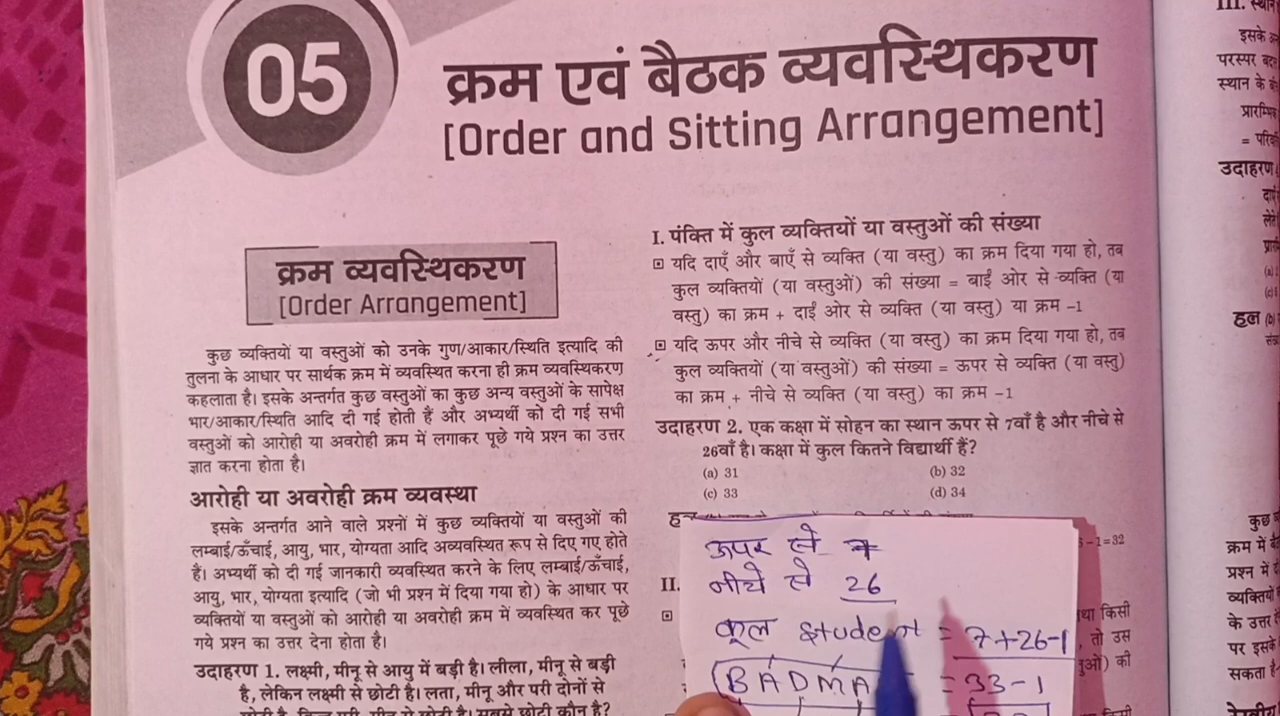 05
क्रम एवं बैठक व्यवस्थिकरण
[Order and Sitting Arrangement]
क्रम व्यवस्थिकरण
[Order Arrangement]
कुछ व्यक्तियों या वस्तुओं को उनके गुण/आकार/स्थिति इत्यादि की
तुलना के आधार पर सार्थक क्रम में व्यवस्थित करना ही क्रम व्यवस्थिकरण
कहलाता है। इसके अन्तर्गत कुछ वस्तुओं का कुछ अन्य वस्तुओं के सापेक्ष
भार/आकार/स्थिति आदि दी गई होती हैं और अभ्यर्थी को दी गई सभी
वस्तुओं को आरोही या अवरोही क्रम में लगाकर पूछे गये प्रश्न का उत्तर
ज्ञात करना होता है।
आरोही या अवरोही क्रम व्यवस्था
इसके अन्तर्गत आने वाले प्रश्नों में कुछ व्यक्तियों या वस्तुओं की
लम्बाई/ऊँचाई, आयु, भार, योग्यता आदि अव्यवस्थित रूप से दिए गए होते
हैं। अभ्यर्थी को दी गई जानकारी व्यवस्थित करने के लिए लम्बाई/ऊँचाई,
आयु, भार, योग्यता इत्यादि (जो भी प्रश्न में दिया गया हो) के आधार पर
व्यक्तियों या वस्तुओं को आरोही या अवरोही क्रम में व्यवस्थित कर पूछे
गये प्रश्न का उत्तर देना होता है।
उदाहरण 1. लक्ष्मी, मीनू से आयु में बड़ी है। लीला, मीनू से बड़ी
है, लेकिन लक्ष्मी से छोटी है। लता, मीनू और परी दोनों से
I. पंक्ति में कुल व्यक्तियों या वस्तुओं की संख्या
यदि दाएँ और बाएँ से व्यक्ति (या वस्तु) का क्रम दिया गया हो, तब
कुल व्यक्तियों (या वस्तुओं) की संख्या = बाईं ओर से व्यक्ति (या
वस्तु) का क्रम + दाईं ओर से व्यक्ति (या वस्तु) या क्रम -1
यदि ऊपर और नीचे से व्यक्ति (या वस्तु) का क्रम दिया गया हो, तब
कुल व्यक्तियों (या वस्तुओं) की संख्या = ऊपर से व्यक्ति (या वस्तु)
का क्रम + नीचे से व्यक्ति (या वस्तु) का क्रम -1
उदाहरण 2. एक कक्षा में सोहन का स्थान ऊपर से 7वाँ है और नीचे से
26वाँ है। कक्षा में कुल कितने विद्यार्थी हैं?
(a) 31 (b) 32
(c) 33 (d) 34
-1=32
ऊपर से 7
नीचे से 26
II.
कूल student = 7+26-1
BADMA = 33-1
किसी
तो उस
की
इसके
परस्पर
स्थान के
= 
उदाहरण
हल
कुछ
क्रम में
प्रश्न में
के उत्तर
पर इसके
सकता